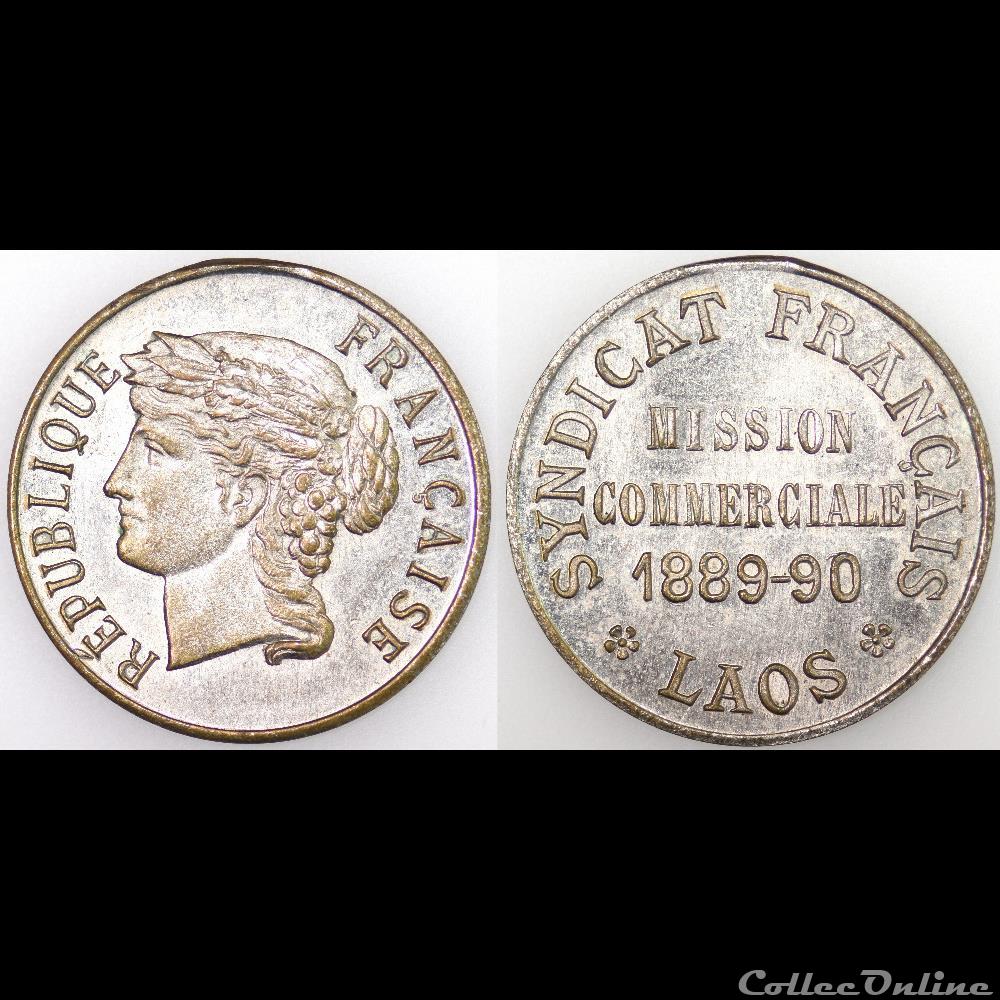 RÉPUBLIQUE FRANÇAISE
SYNDICAT FRANÇAIS
MISSION
COMMERCIALE
1889-90
LAOS
CollecOnline